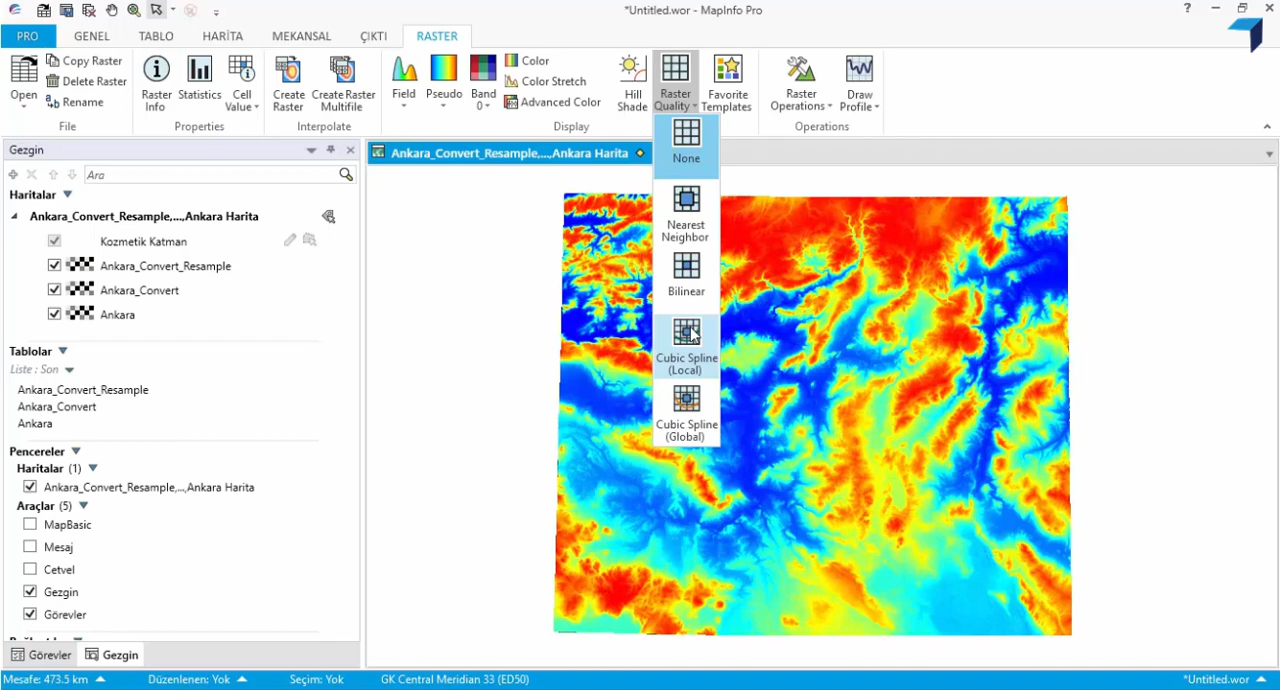 *Untitled.wor - MapInfo Pro
?
PRO GENEL TABLO HARİTA MEKANSAL ÇIKTI RASTER
Open
Copy Raster
Delete Raster
Rename
File
Raster Info
Statistics
Cell Value
Properties
Create Raster
Create Raster Multifile
Interpolate
Field
Pseudo
Band 0
Color
Color Stretch
Advanced Color
Hill Shade
Raster Quality
Favorite Templates
Display
Raster Operations
Draw Profile
Operations
None
Nearest Neighbor
Bilinear
Cubic Spline (Local)
Cubic Spline (Global)
Gezgin
Ara
Haritalar
Ankara_Convert_Resample,...,Ankara Harita
Kozmetik Katman
Ankara_Convert_Resample
Ankara_Convert
Ankara
Tablolar
Liste : Son
Ankara_Convert_Resample
Ankara_Convert
Ankara
Pencereler
Haritalar (1)
Ankara_Convert_Resample,...,Ankara Harita
Araçlar (5)
MapBasic
Mesaj
Cetvel
Gezgin
Görevler
Görevler Gezgin
Ankara_Convert_Resample,...,Ankara Harita
Mesafe: 473.5 km Düzenlenen: Yok Seçim: Yok GK Central Meridian 33 (ED50) *Untitled.wor